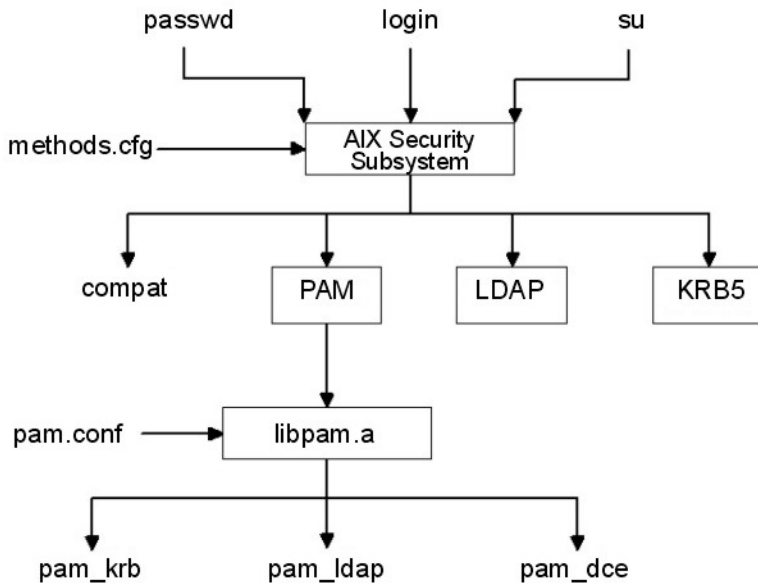 passwd
login
su
methods.cfg
AIX Security
Subsystem
compat
PAM
LDAP
KRB5
pam.conf
libpam.a
pam_krb
pam_ldap
pam_dce